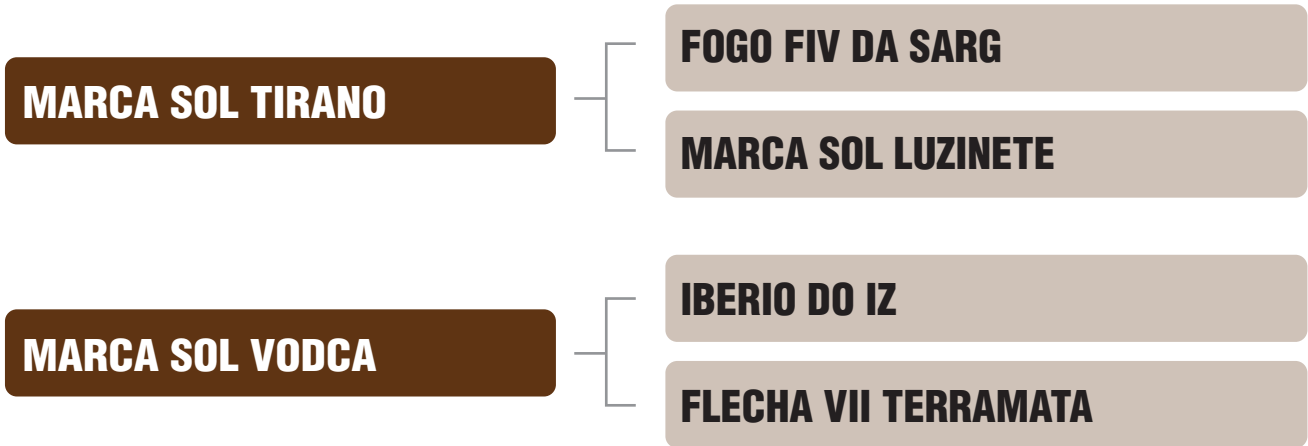 MARCA SOL TIRANO
FOGO FIV DA SARG
MARCA SOL LUZINETE
MARCA SOL VODCA
IBERIO DO IZ
FLECHA VII TERRAMATA